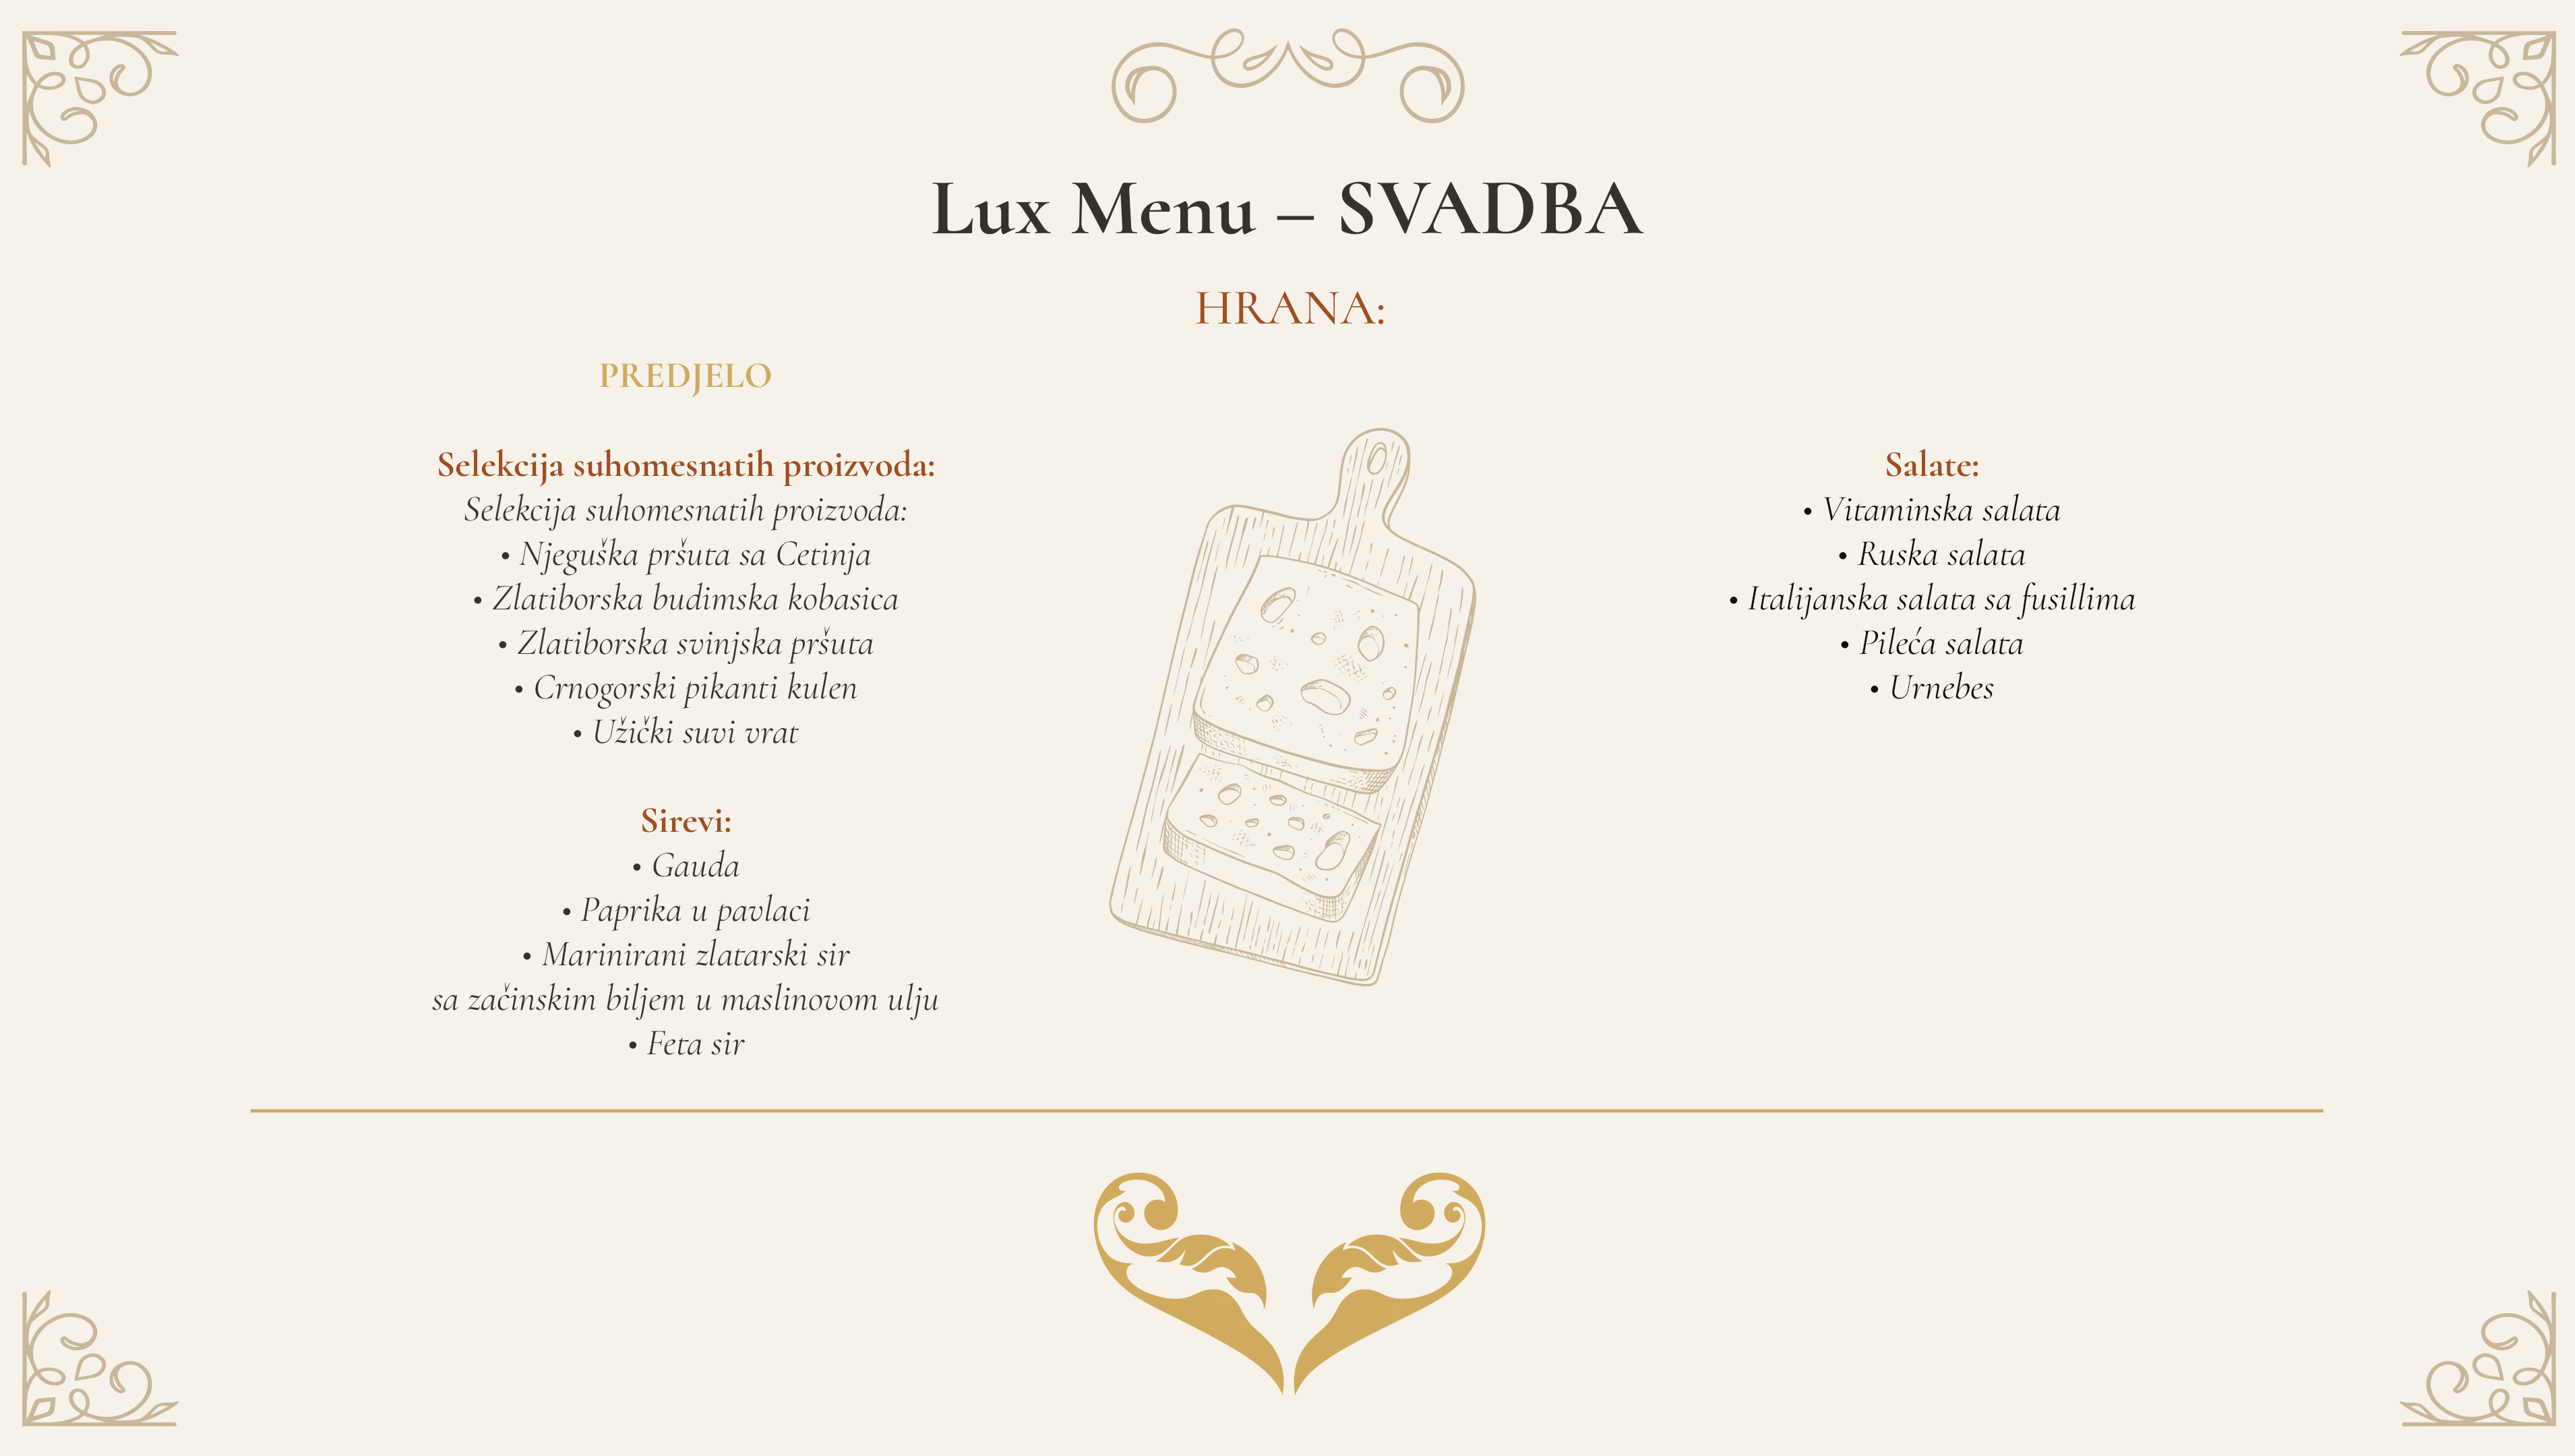 Lux Menu – SVADBA
HRANA:
PREDJELO
Selekcija suhomesnatih proizvoda:
Selekcija suhomesnatih proizvoda:
• Njeguška pršuta sa Cetinja
• Zlatiborska budimska kobasica
• Zlatiborska svinjska pršuta
• Crnogorski pikanti kulen
• Užički suvi vrat
Sirevi:
• Gauda
• Paprika u pavlaci
• Marinirani zlatarski sir
sa začinskim biljem u maslinovom ulju
• Feta sir
Salate:
• Vitaminska salata
• Ruska salata
• Italijanska salata sa fusillima
• Pileća salata
• Urnebes